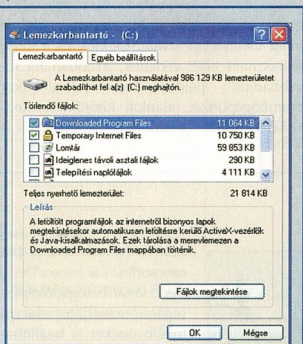 Lemezkarbantartó - (C:)
Lemezkarbantartó Egyéb beállítások
A Lemezkarbantartó használatával 986 129 KB lemezterületet
szabadíthat fel a(z) (C:) meghajtón.
Törlendő fájlok:
Downloaded Program Files 11 064 KB
Temporary Internet Files 10 750 KB
Lomtár 59 853 KB
Ideiglenes távoli asztali fájlok 290 KB
Telepítési naplófájlok 4 111 KB
Teljes nyerhető lemezterület: 21 814 KB
Leírás
A letöltött programfájlok az internetről bizonyos lapok
megtekintésekor automatikusan letöltésre kerülő ActiveX-vezérlők
és Java-kisalkalmazások. Ezek tárolása a merevlemezen a
Downloaded Program Files mappában történik.
Fájlok megtekintése
OK Mégse